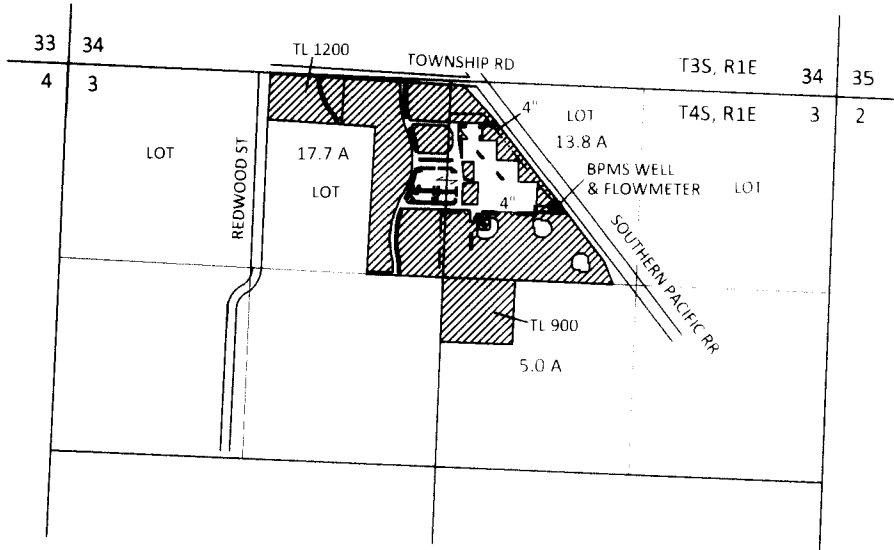 33 34
TL 1200
TOWNSHIP RD
T3S, R1E
34 35
4 3
T4S, R1E
3 2
4"
LOT
13.8 A
LOT
17.7 A
LOT
REDWOOD ST
BPMS WELL
& FLOWMETER
LOT
4"
SOUTHERN PACIFIC RR
TL 900
5.0 A